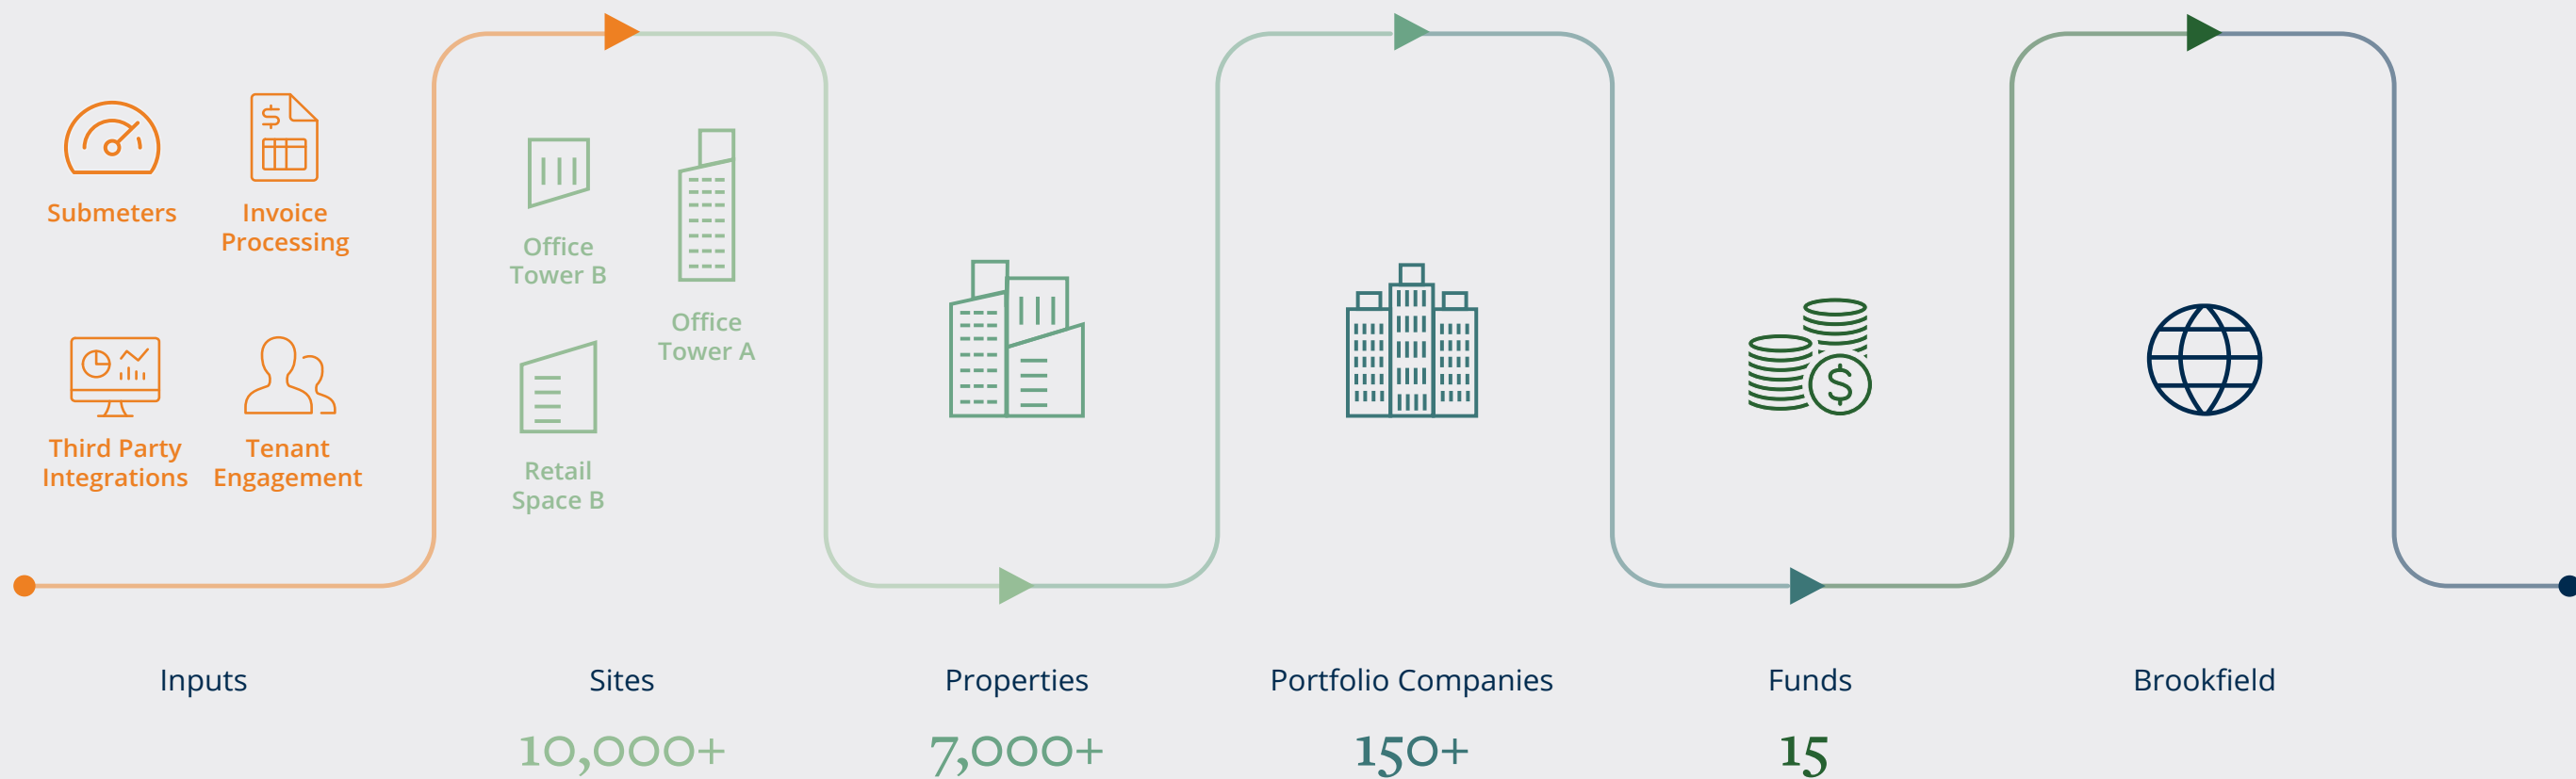 Submeters
Invoice
Processing
Third Party
Integrations
Tenant
Engagement
Office
Tower B
Office
Tower A
Retail
Space B
Inputs
Sites
Properties
Portfolio Companies
Funds
Brookfield
10,000+
7,000+
150+
15